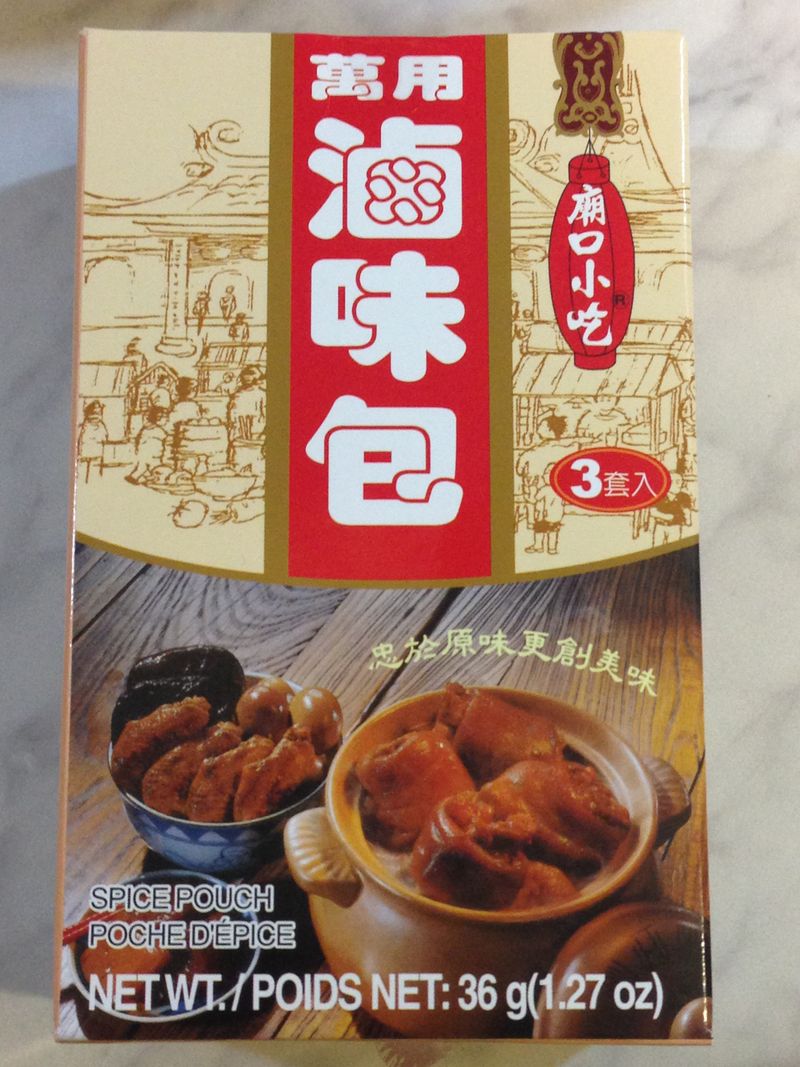 萬用
滷味包
廟口小吃
®
3套入
忠於原味更創美味
SPICE POUCH
POCHE D'ÉPICE
NET WT. / POIDS NET: 36 g(1.27 oz)